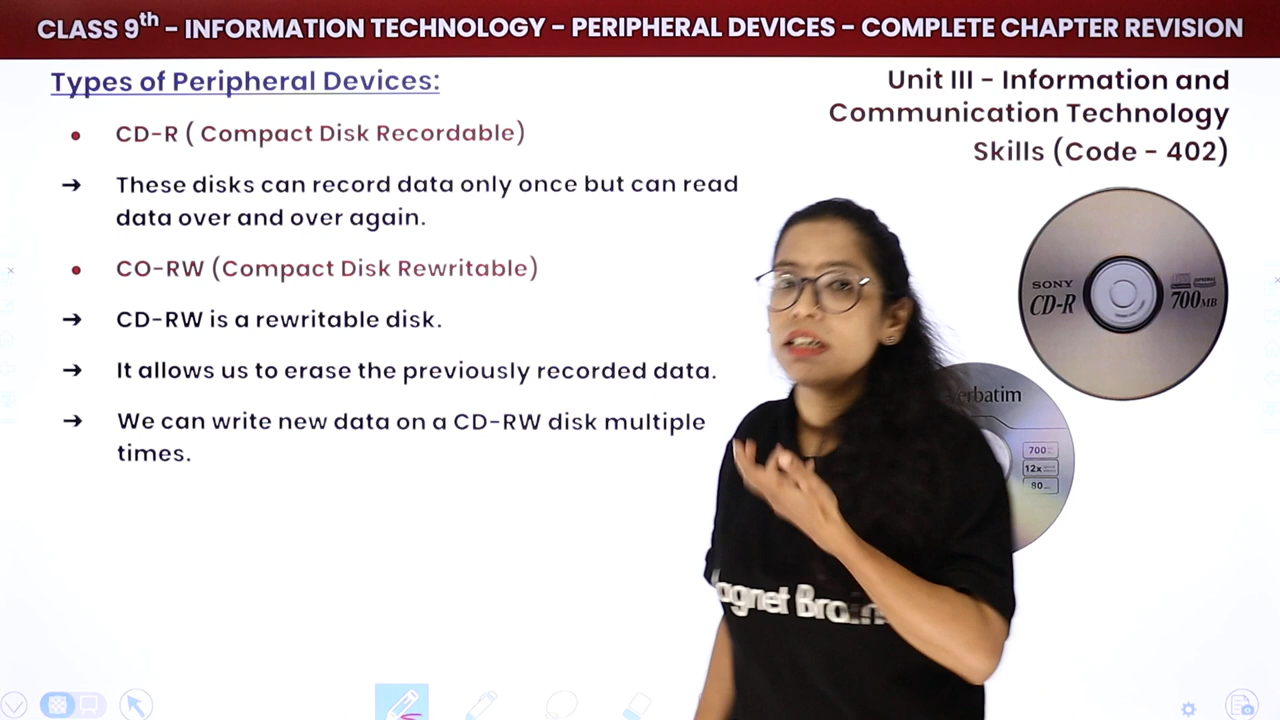 CLASS 9th - INFORMATION TECHNOLOGY - PERIPHERAL DEVICES - COMPLETE CHAPTER REVISION
Types of Peripheral Devices:
• CD-R ( Compact Disk Recordable)
→ These disks can record data only once but can read
data over and over again.
• CO-RW (Compact Disk Rewritable)
→ CD-RW is a rewritable disk.
→ It allows us to erase the previously recorded data.
→ We can write new data on a CD-RW disk multiple
times.
Unit III - Information and
Communication Technology
Skills (Code - 402)
SONY
CD-R
700MB
erbatim
700
12x
80
agnet Brain